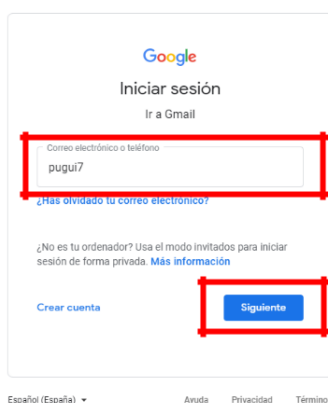 Google
Iniciar sesión
Ir a Gmail
Correo electrónico o teléfono
pugui7
¿Has olvidado tu correo electrónico?
¿No es tu ordenador? Usa el modo invitados para iniciar
sesión de forma privada. Más información
Crear cuenta
Siguiente
Español (España)
Ayuda
Privacidad
Término